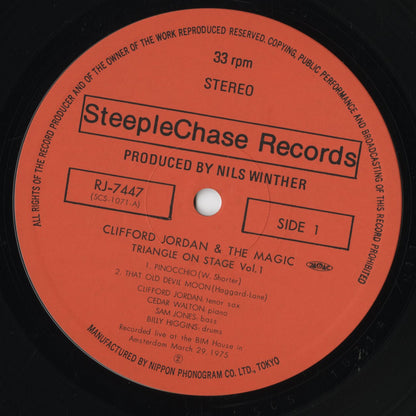 ALL RIGHTS OF THE RECORD PRODUCER AND OF THE OWNER OF THE WORK REPRODUCED RESERVED. COPYING, PUBLIC PERFORMANCE AND BROADCASTING OF THIS RECORD PROHIBITED
33 rpm
STEREO
SteepleChase Records
PRODUCED BY NILS WINTHER
RJ-7447
(SCS-1071-A)
SIDE 1
CLIFFORD JORDAN & THE MAGIC
TRIANGLE ON STAGE Vol. 1
1. PINOCCHIO (W. Shorter)
2. THAT OLD DEVIL MOON (Haggard-Lane)
CLIFFORD JORDAN: tenor sax
CEDAR WALTON: piano
SAM JONES: bass
BILLY HIGGINS: drums
Recorded live at the BIM House in
Amsterdam March 29, 1975
MANUFACTURED BY NIPPON PHONOGRAM CO. LTD., TOKYO